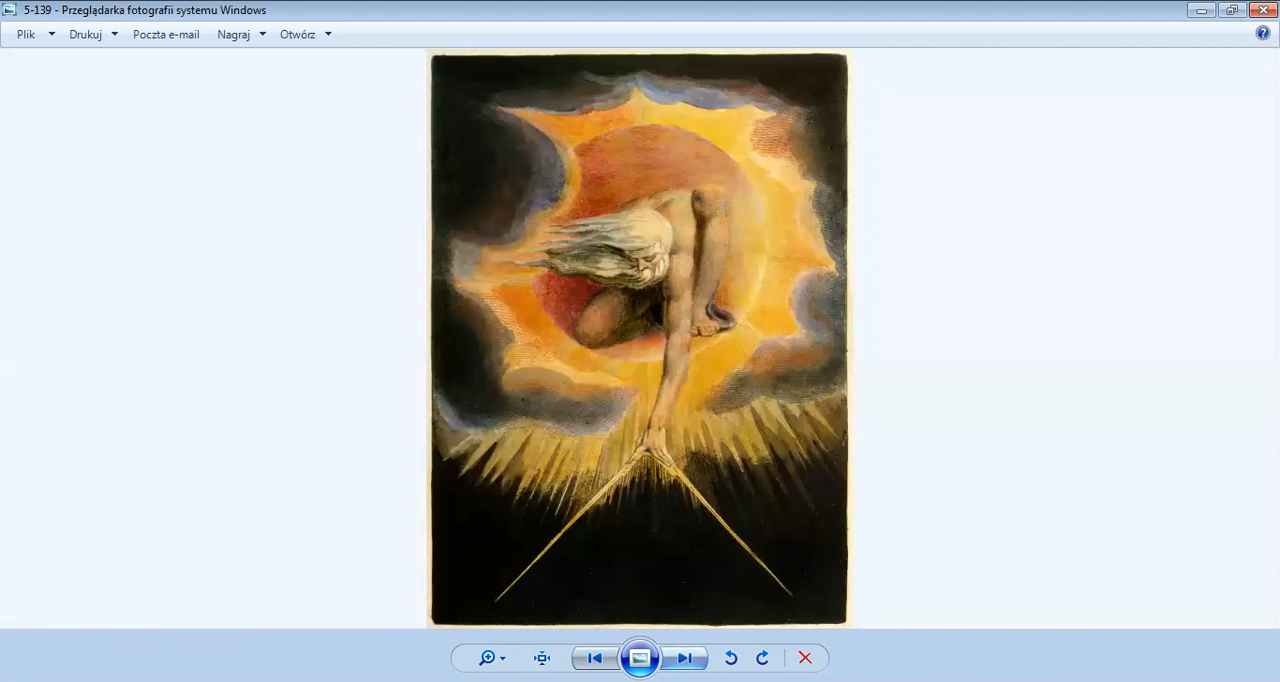 5-139 - Przeglądarka fotografii systemu Windows
Plik Drukuj Poczta e-mail Nagraj Otwórz